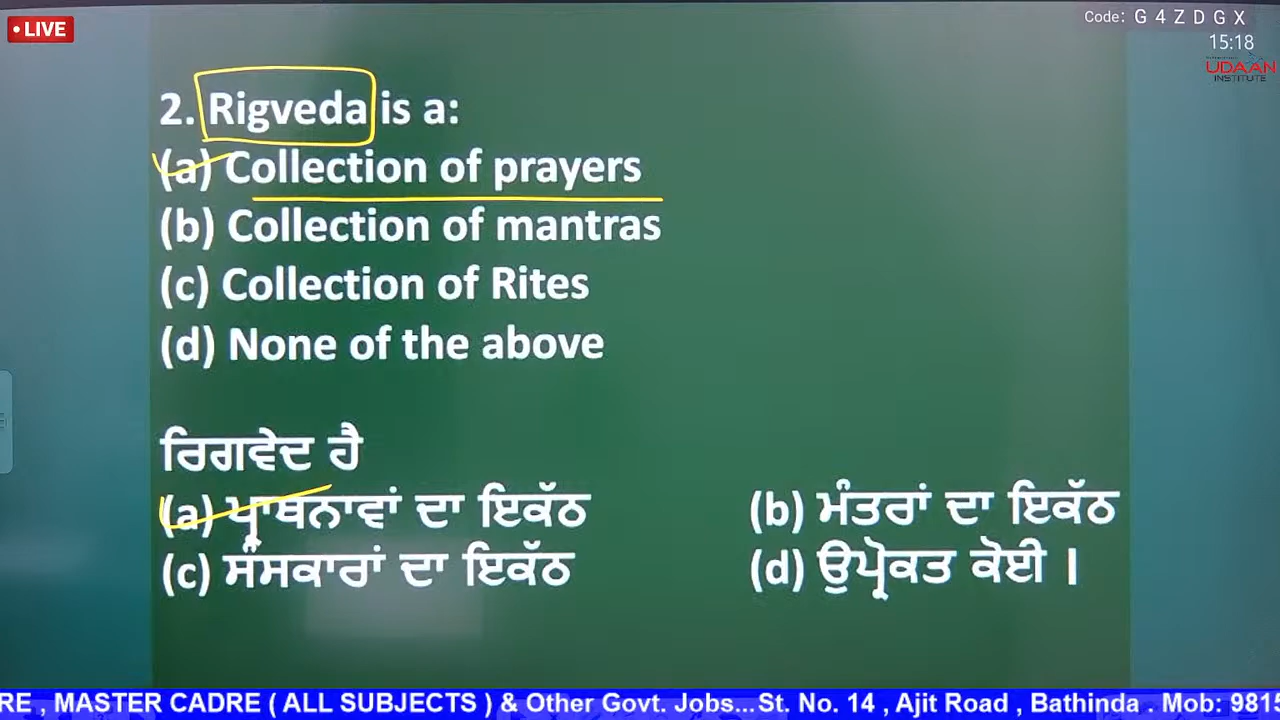 LIVE
Code: G 4 Z D G X
15:18
UDAAN
INSTITUTE
2. Rigveda is a:
(a) Collection of prayers
(b) Collection of mantras
(c) Collection of Rites
(d) None of the above
ਰਿਗਵੇਦ ਹੈ
(a) ਪ੍ਰਾਥਨਾਵਾਂ ਦਾ ਇਕੱਠ (b) ਮੰਤਰਾਂ ਦਾ ਇਕੱਠ
(c) ਸੰਸਕਾਰਾਂ ਦਾ ਇਕੱਠ (d) ਉਪ੍ਰੋਕਤ ਕੋਈ ।
RE , MASTER CADRE ( ALL SUBJECTS ) & Other Govt. Jobs... St. No. 14 , Ajit Road , Bathinda . Mob: 9815